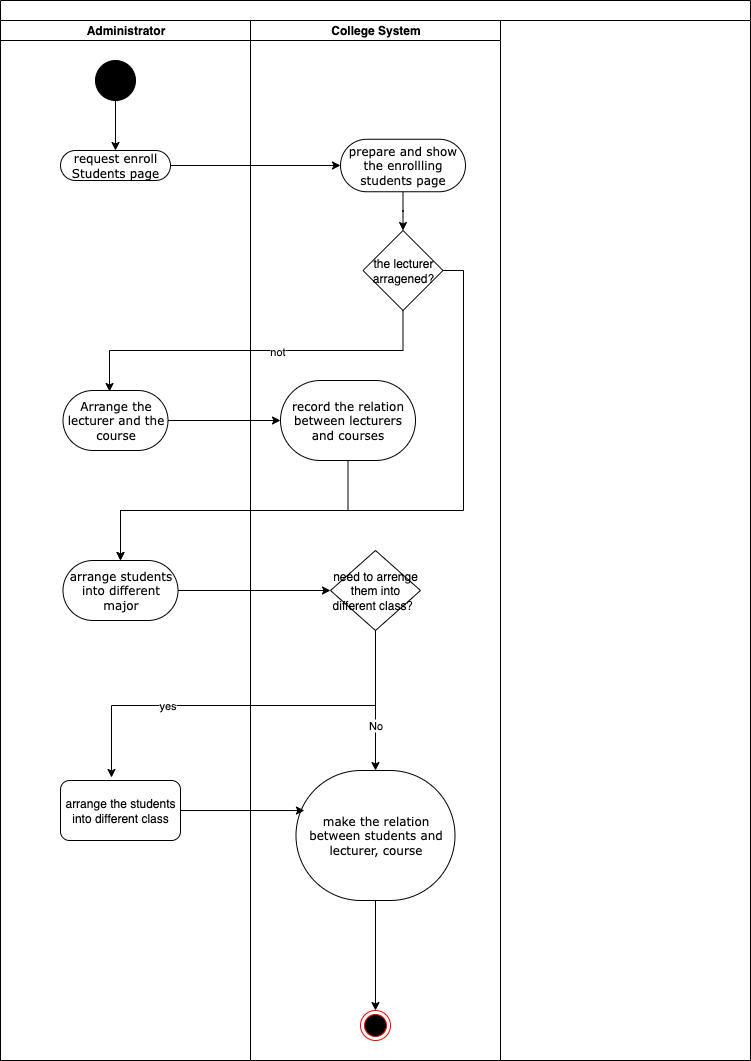 Administrator
College System
request enroll
Students page
prepare and show
the enrollling
students page
the lecturer
arragened?
not
Arrange the
lecturer and the
course
record the relation
between lecturers
and courses
arrange students
into different
major
need to arrenge
them into
different class?
yes
No
arrange the students
into different class
make the relation
between students and
lecturer, course